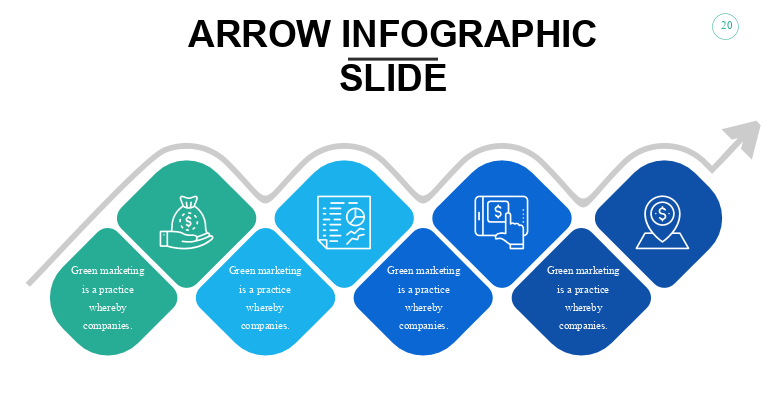 ARROW INFOGRAPHIC
SLIDE
20
$
$
$
Green marketing
is a practice
whereby
companies.
Green marketing
is a practice
whereby
companies.
Green marketing
is a practice
whereby
companies.
Green marketing
is a practice
whereby
companies.